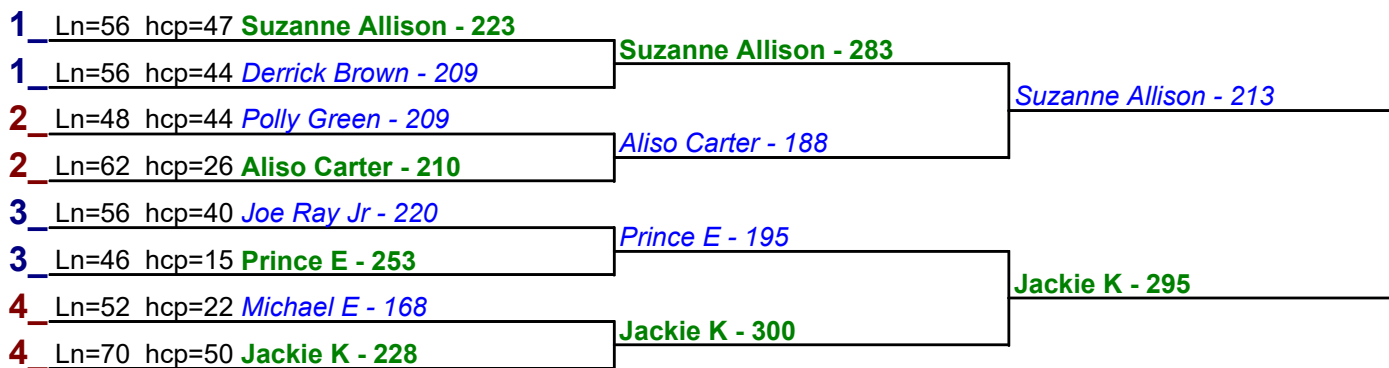 1_ Ln=56 hcp=47 Suzanne Allison - 223
Suzanne Allison - 283
1_ Ln=56 hcp=44 Derrick Brown - 209
Suzanne Allison - 213
2_ Ln=48 hcp=44 Polly Green - 209
Aliso Carter - 188
2_ Ln=62 hcp=26 Aliso Carter - 210
3_ Ln=56 hcp=40 Joe Ray Jr - 220
Prince E - 195
3_ Ln=46 hcp=15 Prince E - 253
Jackie K - 295
4_ Ln=52 hcp=22 Michael E - 168
Jackie K - 300
4_ Ln=70 hcp=50 Jackie K - 228